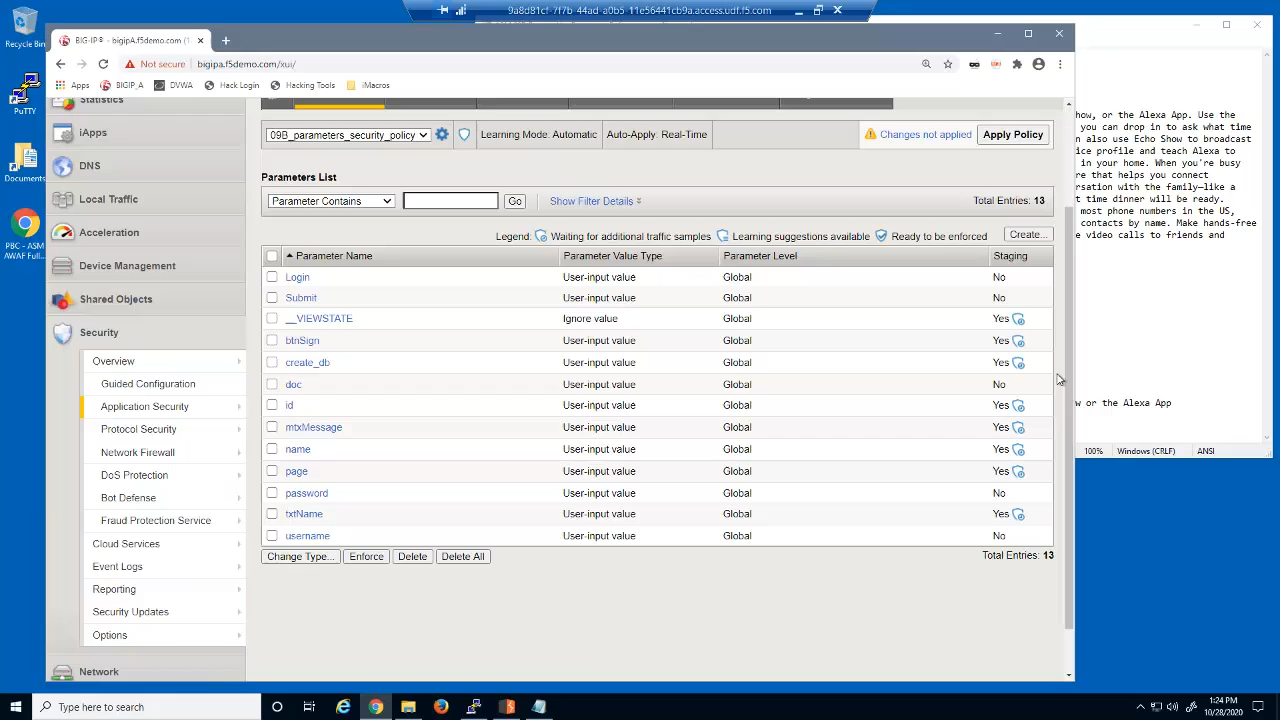 9a8d81cf-7f7b-44ad-a0b5-11e56441cb9a.access.udf.f5.com
Recycle Bin
PuTTY
Documents
PBC - ASM
AWAF Full...
BIG-IP® - bigipA.f5demo.com (1
Not secure
bigipa.f5demo.com/xui/
Apps
BIGIP_A
DVWA
Hack Login
Hacking Tools
iMacros
Statistics
iApps
DNS
Local Traffic
Acceleration
Device Management
Shared Objects
Security
Overview
Guided Configuration
Application Security
Protocol Security
Network Firewall
DoS Protection
Bot Defense
Fraud Protection Service
Cloud Services
Event Logs
Reporting
Security Updates
Options
Network
09B_parameters_security_policy
Learning Mode: Automatic
Auto-Apply: Real-Time
Changes not applied
Apply Policy
Parameters List
Parameter Contains
Go
Show Filter Details
Total Entries: 13
Legend:
Waiting for additional traffic samples
Learning suggestions available
Ready to be enforced
Create...
Parameter Name Parameter Value Type Parameter Level Staging
Login User-input value Global No
Submit User-input value Global No
__VIEWSTATE Ignore value Global Yes
btnSign User-input value Global Yes
create_db User-input value Global Yes
doc User-input value Global No
id User-input value Global Yes
mtxMessage User-input value Global Yes
name User-input value Global Yes
page User-input value Global Yes
password User-input value Global No
txtName User-input value Global Yes
username User-input value Global No
Change Type...
Enforce
Delete
Delete All
Total Entries: 13
how, or the Alexa App. Use the
you can drop in to ask what time
n also use Echo Show to broadcast
ice profile and teach Alexa to
in your home. When you're busy
re that helps you connect
rsation with the family—like a
t time dinner will be ready.
most phone numbers in the US,
contacts by name. Make hands-free
e video calls to friends and
w or the Alexa App
100%
Windows (CRLF)
ANSI
Type here to search
1:24 PM
10/28/2020